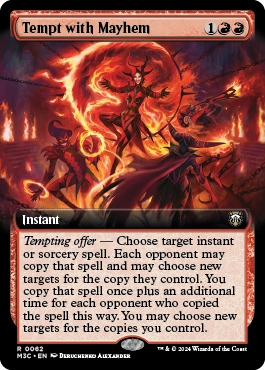 Tempt with Mayhem 1
Instant
Tempting offer — Choose target instant
or sorcery spell. Each opponent may
copy that spell and may choose new
targets for the copy they control. You
copy that spell once plus an additional
time for each opponent who copied
the spell this way. You may choose new
targets for the copies you control.
R 0062
M3C • EN Deruchenko Alexander
™ & © 2024 Wizards of the Coast